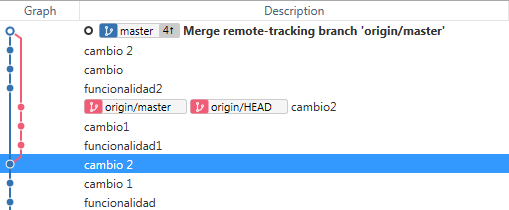 Graph Description
master 4↑ Merge remote-tracking branch 'origin/master'
cambio 2
cambio
funcionalidad2
origin/master origin/HEAD cambio2
cambio1
funcionalidad1
cambio 2
cambio 1
funcionalidad